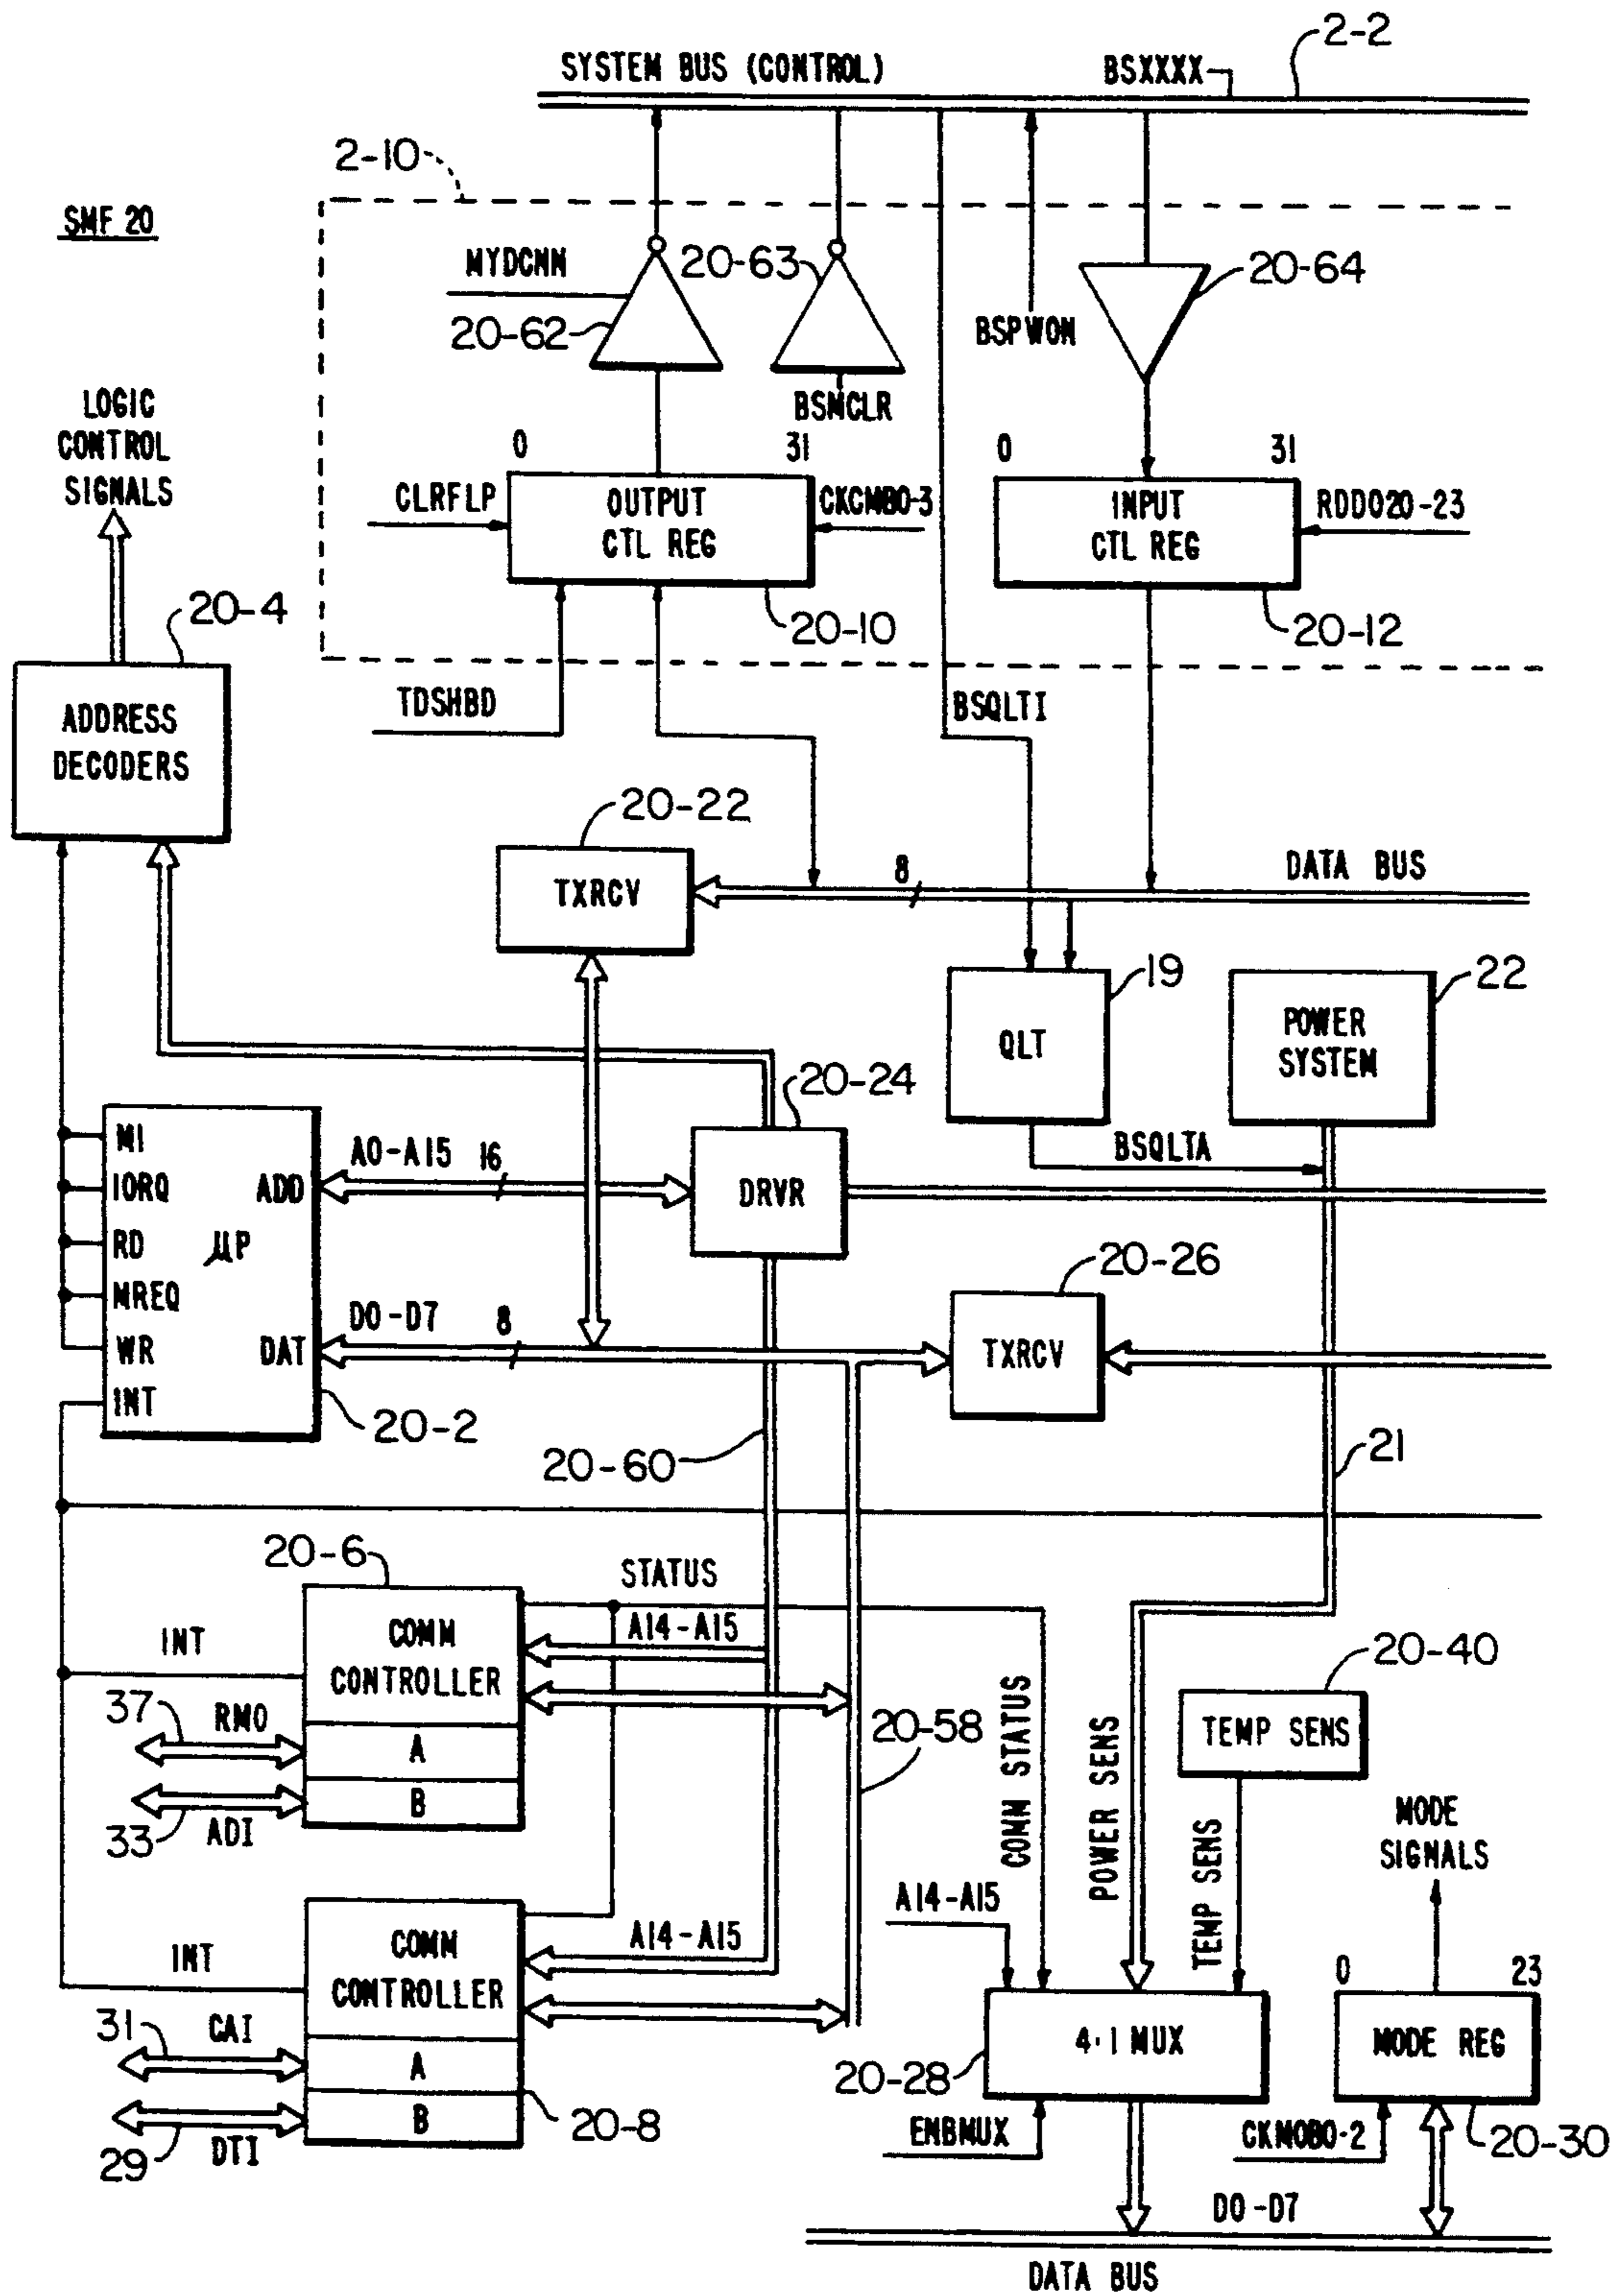 2-2
SYSTEM BUS (CONTROL)
BSXXXX
2-10
SMF 20
MYDCNN
20-63
20-64
20-62
BSPWON
BSMCLR
LOGIC
CONTROL
SIGNALS
0
31
0
31
CLRFLP
OUTPUT
CTL REG
CKCMB0-3
INPUT
CTL REG
RDD020-23
20-4
20-10
20-12
TDSHBD
BSQLTI
ADDRESS
DECODERS
20-22
TXRCV
8
DATA BUS
19
22
QLT
POWER
SYSTEM
20-24
BSQLTA
M1
IORQ
RD
MREQ
WR
INT
ADD
μP
DAT
A0-A15
16
DRVR
20-26
D0-D7
8
TXRCV
20-2
20-60
21
20-6
STATUS
COMM
CONTROLLER
A14-A15
INT
37
RMO
A
B
33
ADI
20-58
COMM STATUS
POWER SENS
20-40
TEMP SENS
TEMP SENS
MODE
SIGNALS
A14-A15
COMM
CONTROLLER
A14-A15
INT
31
CAI
A
B
29
DTI
20-8
0
23
4·1 MUX
MODE REG
20-28
ENBMUX
CKMOB0-2
20-30
D0-D7
DATA BUS